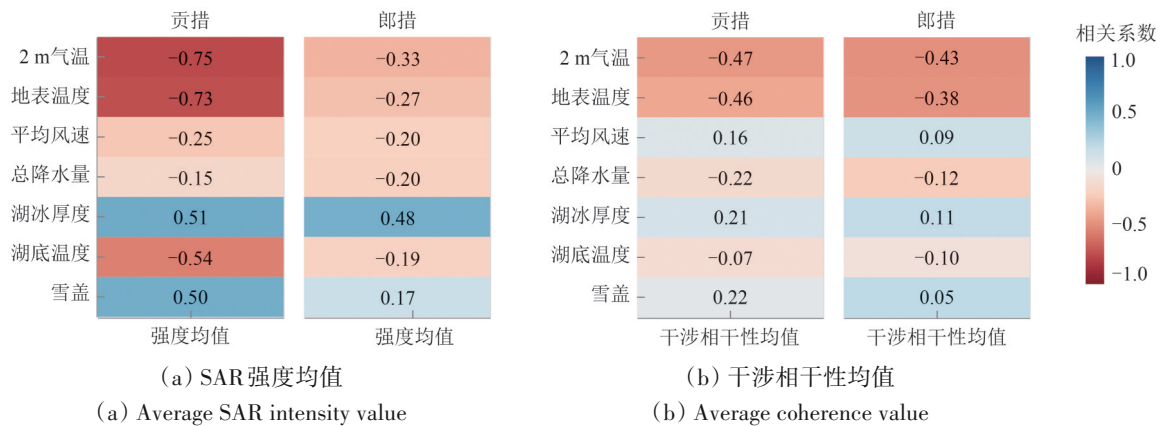 贡措 郎措 贡措 郎措
相关系数
2 m气温 −0.75 −0.33 2 m气温 −0.47 −0.43 1.0
地表温度 −0.73 −0.27 地表温度 −0.46 −0.38 0.5
平均风速 −0.25 −0.20 平均风速 0.16 0.09
总降水量 −0.15 −0.20 总降水量 −0.22 −0.12 0
湖冰厚度 0.51 0.48 湖冰厚度 0.21 0.11 −0.5
湖底温度 −0.54 −0.19 湖底温度 −0.07 −0.10 −1.0
雪盖 0.50 0.17 雪盖 0.22 0.05
强度均值 强度均值 干涉相干性均值 干涉相干性均值
(a) SAR强度均值 (b) 干涉相干性均值
(a) Average SAR intensity value (b) Average coherence value